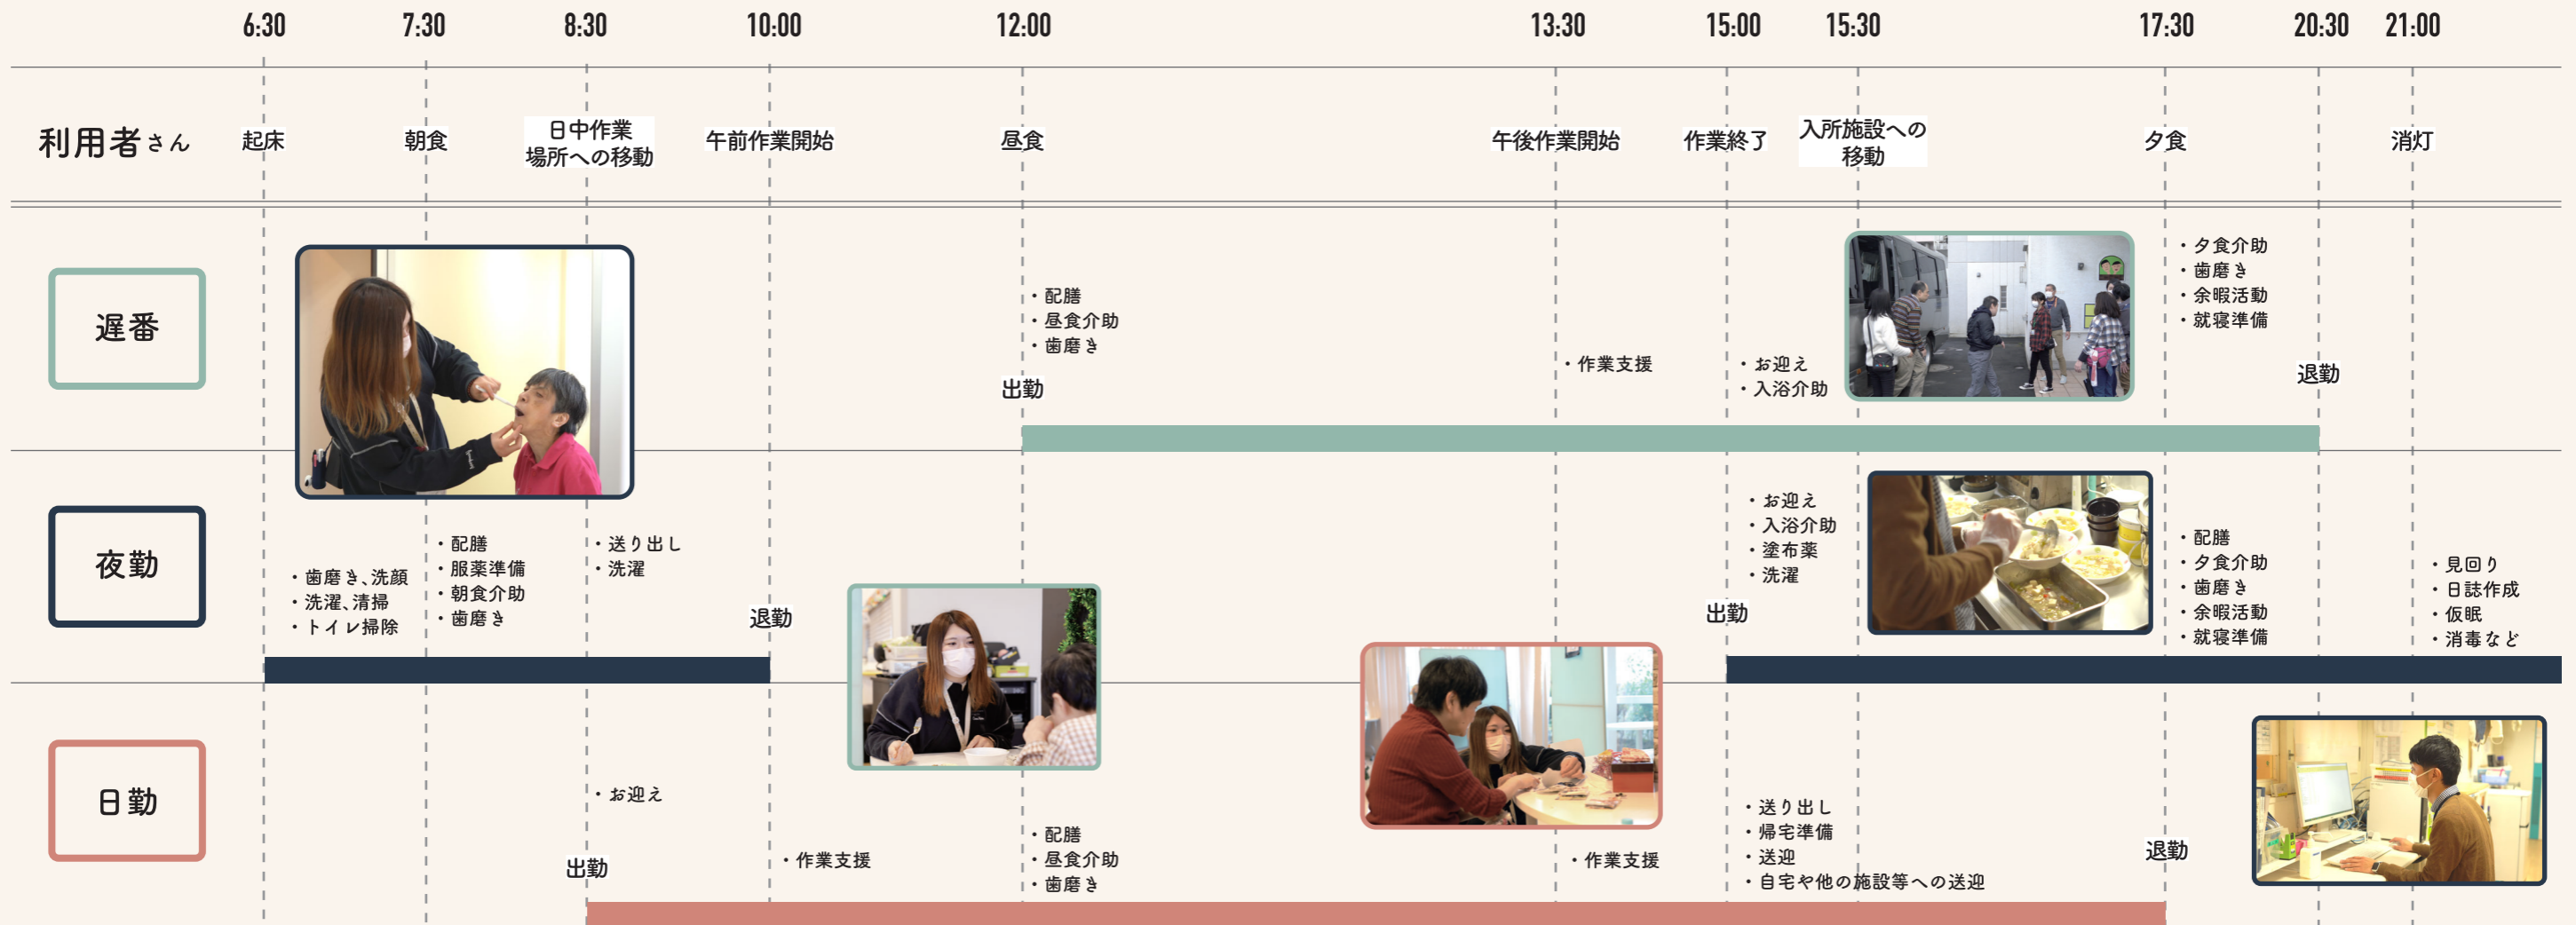 6:30 7:30 8:30 10:00 12:00 13:30 15:00 15:30 17:30 20:30 21:00
利用者さん
起床
朝食
日中作業
場所への移動
午前作業開始
昼食
午後作業開始
作業終了
入所施設への
移動
夕食
消灯
遅番
・配膳
・昼食介助
・歯磨き
出勤
・作業支援
・お迎え
・入浴介助
・夕食介助
・歯磨き
・余暇活動
・就寝準備
退勤
夜勤
・歯磨き、洗顔
・洗濯、清掃
・トイレ掃除
・配膳
・服薬準備
・朝食介助
・歯磨き
・送り出し
・洗濯
退勤
・お迎え
・入浴介助
・塗布薬
・洗濯
出勤
・配膳
・夕食介助
・歯磨き
・余暇活動
・就寝準備
・見回り
・日誌作成
・仮眠
・消毒など
日勤
・お迎え
出勤
・作業支援
・配膳
・昼食介助
・歯磨き
・作業支援
・送り出し
・帰宅準備
・送迎
・自宅や他の施設等への送迎
退勤